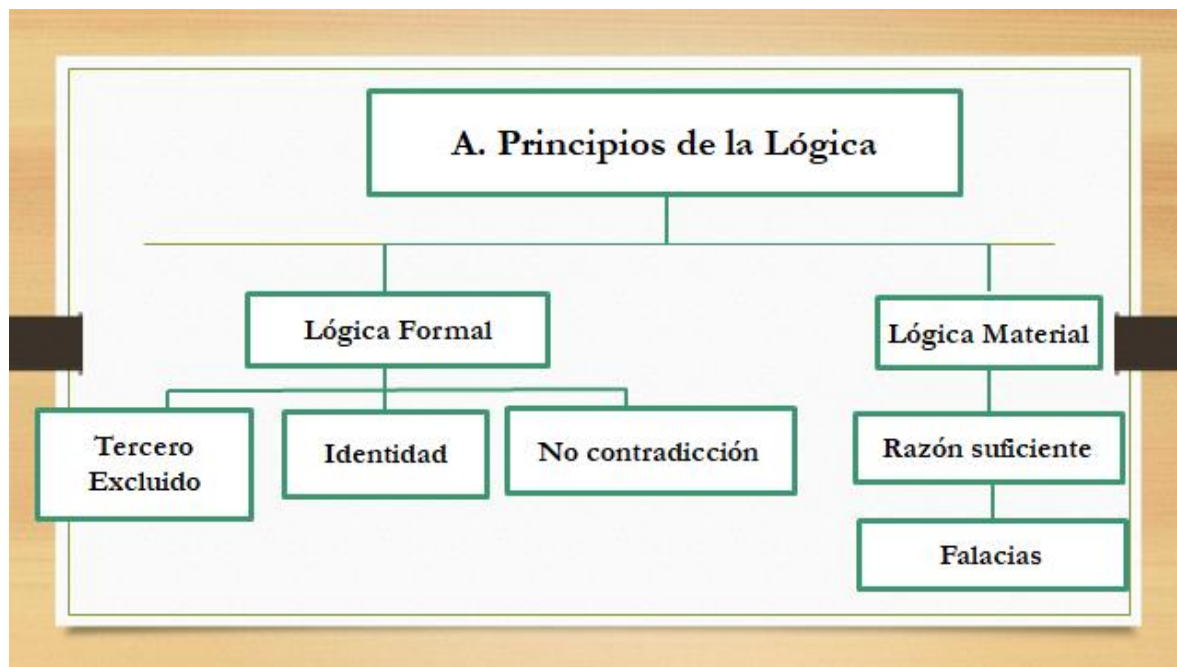 A. Principios de la Lógica
Lógica Formal
Lógica Material
Tercero
Excluido
Identidad
No contradicción
Razón suficiente
Falacias